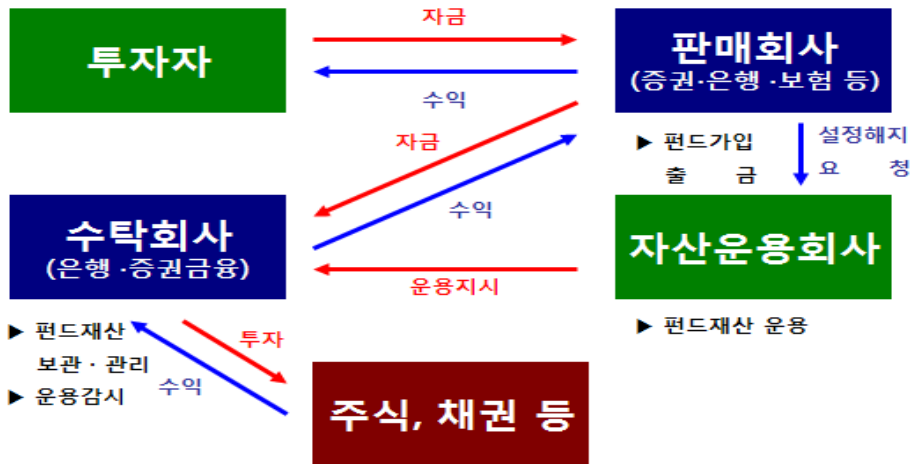 자금
투자자
판매회사
(증권·은행 ·보험 등)
수익
자금
▶ 펀드가입
출 금
설정해지
요 청
수익
수탁회사
(은행 ·증권금융)
자산운용회사
운용지시
▶ 펀드재산
보관 · 관리
▶ 운용감시
투자
수익
▶ 펀드재산 운용
주식, 채권 등